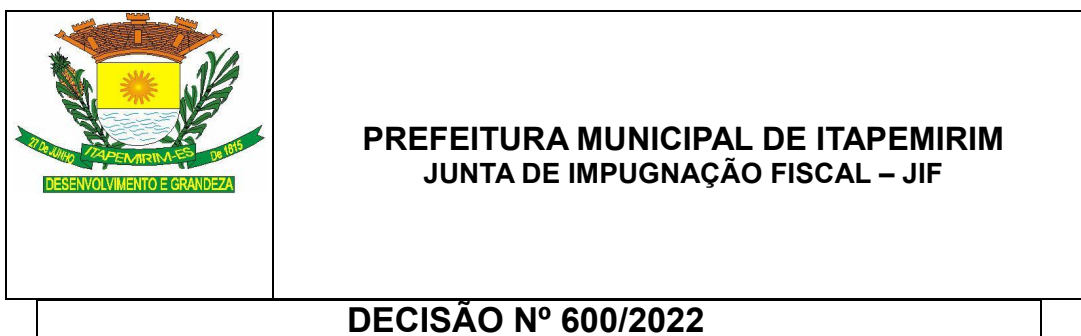 27 De JUNHO ITAPEMIRIM-ES De 1815
DESENVOLVIMENTO E GRANDEZA
PREFEITURA MUNICIPAL DE ITAPEMIRIM
JUNTA DE IMPUGNAÇÃO FISCAL – JIF
DECISÃO Nº 600/2022